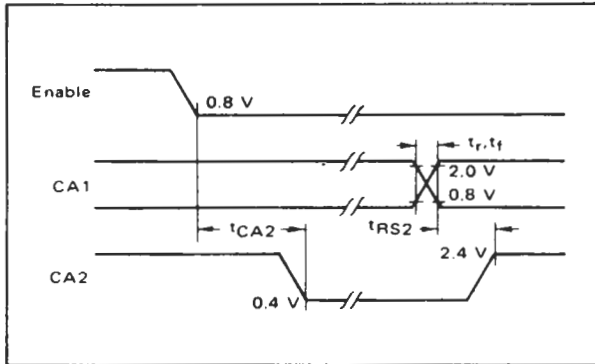 Enable
0.8 V
tr,tf
CA1
2.0 V
0.8 V
tCA2
tRS2
CA2
2.4 V
0.4 V